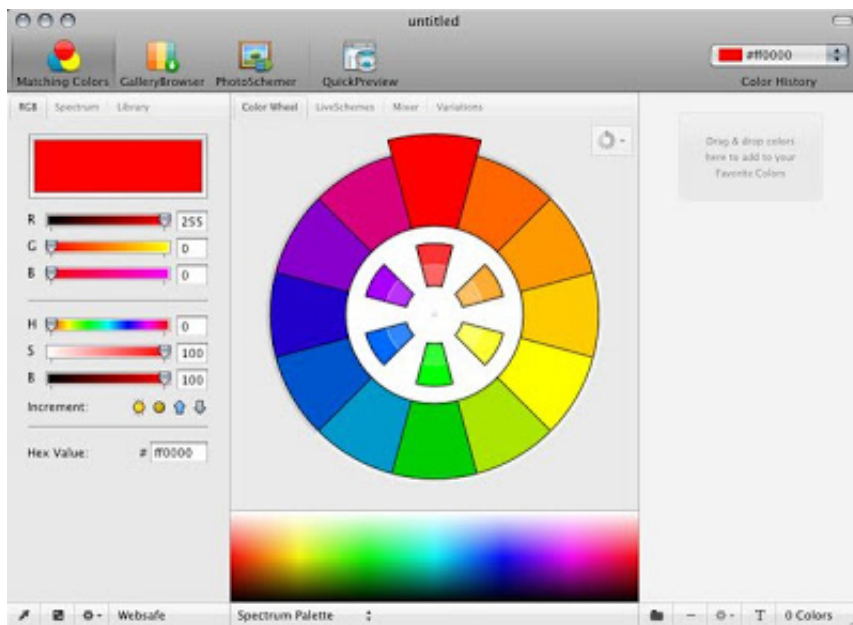 untitled
Matching Colors GalleryBrowser PhotoSchemer QuickPreview
#ff0000
Color History
RGB Spectrum Library
Color Wheel LiveSchemes Mixer Variations
Drag & drop colors
here to add to your
Favorite Colors
R 255
G 0
B 0
H 0
S 100
B 100
Increment:
Hex Value: # ff0000
Websafe
Spectrum Palette
T 0 Colors